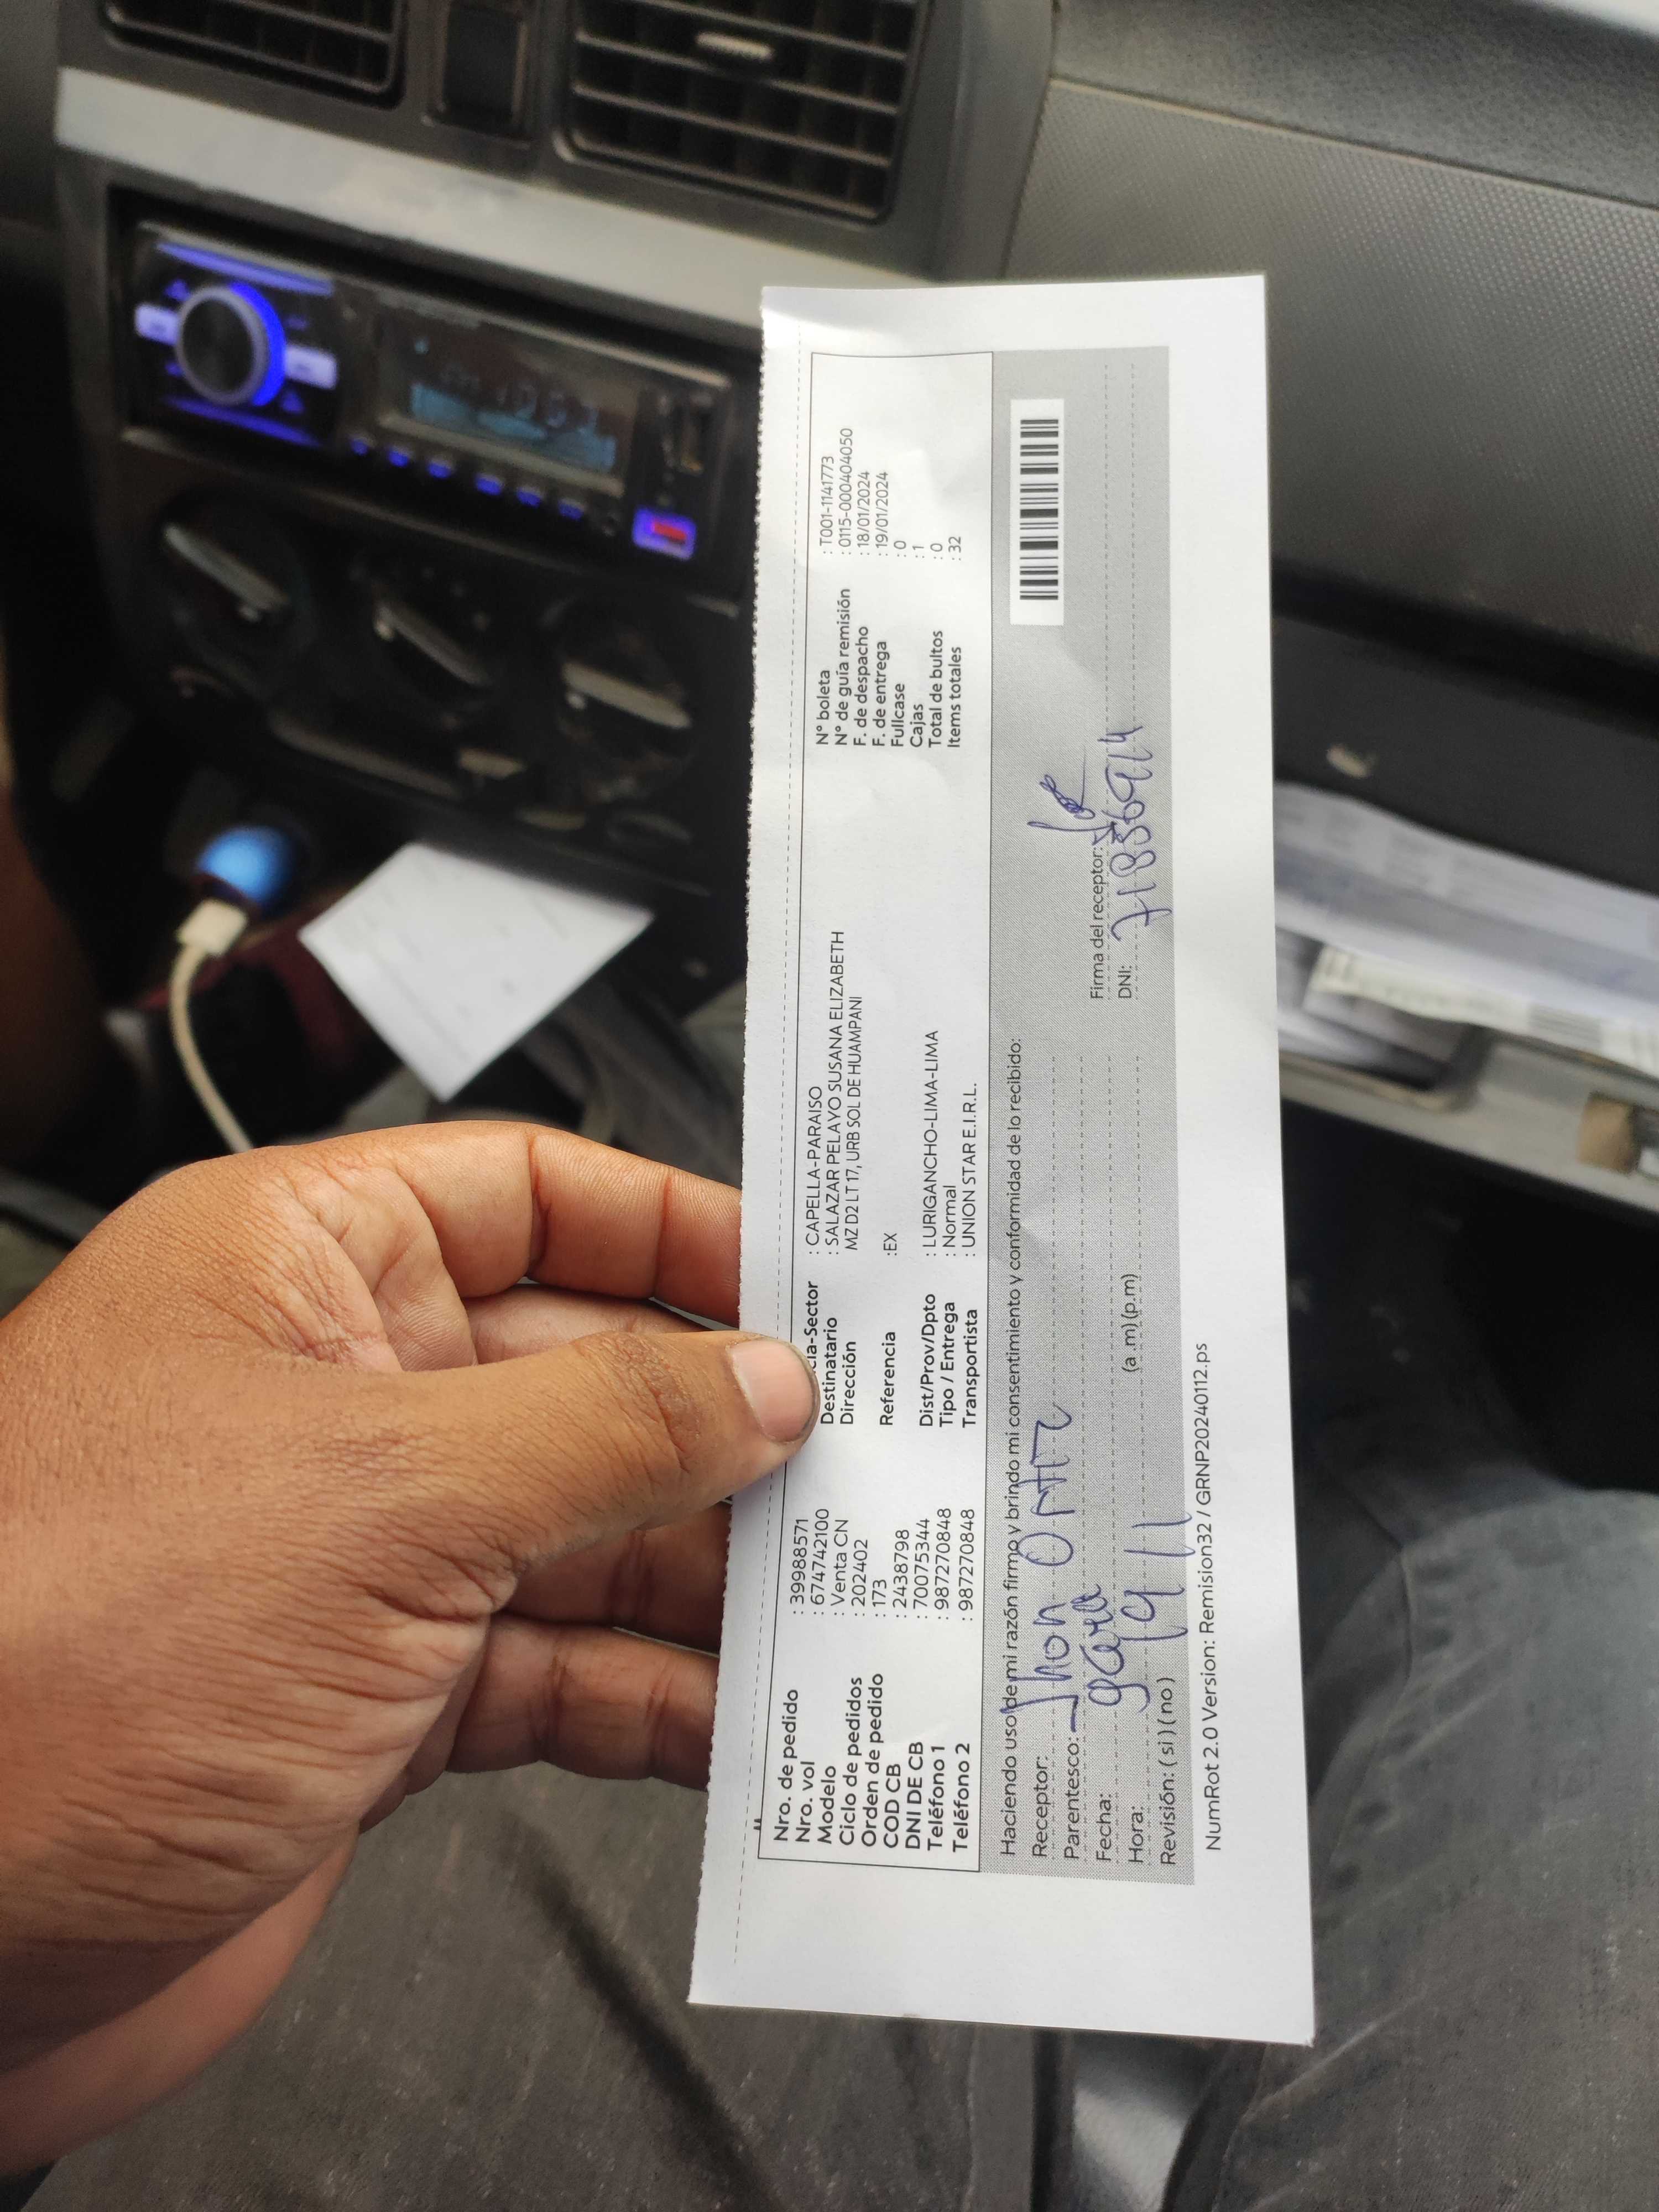 Nro. de pedido : 39988571
Nro. vol : 674742100
Modelo : Venta CN
Ciclo de pedidos : 202402
Orden de pedido : 173
COD CB : 2438798
DNI DE CB : 70075344
Teléfono 1 : 987270848
Teléfono 2 : 987270848
cia-Sector : CAPELLA-PARAISO
Destinatario : SALAZAR PELAYO SUSANA ELIZABETH
Dirección MZ D2 LT 17, URB SOL DE HUAMPANI
Referencia :EX
Dist/Prov/Dpto : LURIGANCHO-LIMA-LIMA
Tipo / Entrega : Normal
Transportista : UNION STAR E.I.R.L.
N° boleta : T001-1141773
N° de guía remisión : 0115-000404050
F. de despacho : 18/01/2024
F. de entrega : 19/01/2024
Fullcase : 0
Cajas : 1
Total de bultos : 0
Items totales : 32
Haciendo uso de mi razón firmo y brindo mi consentimiento y conformidad de lo recibido:
Receptor: Jhon Ortiz
Parentesco:
Fecha:
Hora: (a.m) (p.m)
Revisión: ( si ) ( no )
Firma del receptor:
DNI:
NumRot 2.0 Version: Remision32 / GRNP20240112.ps